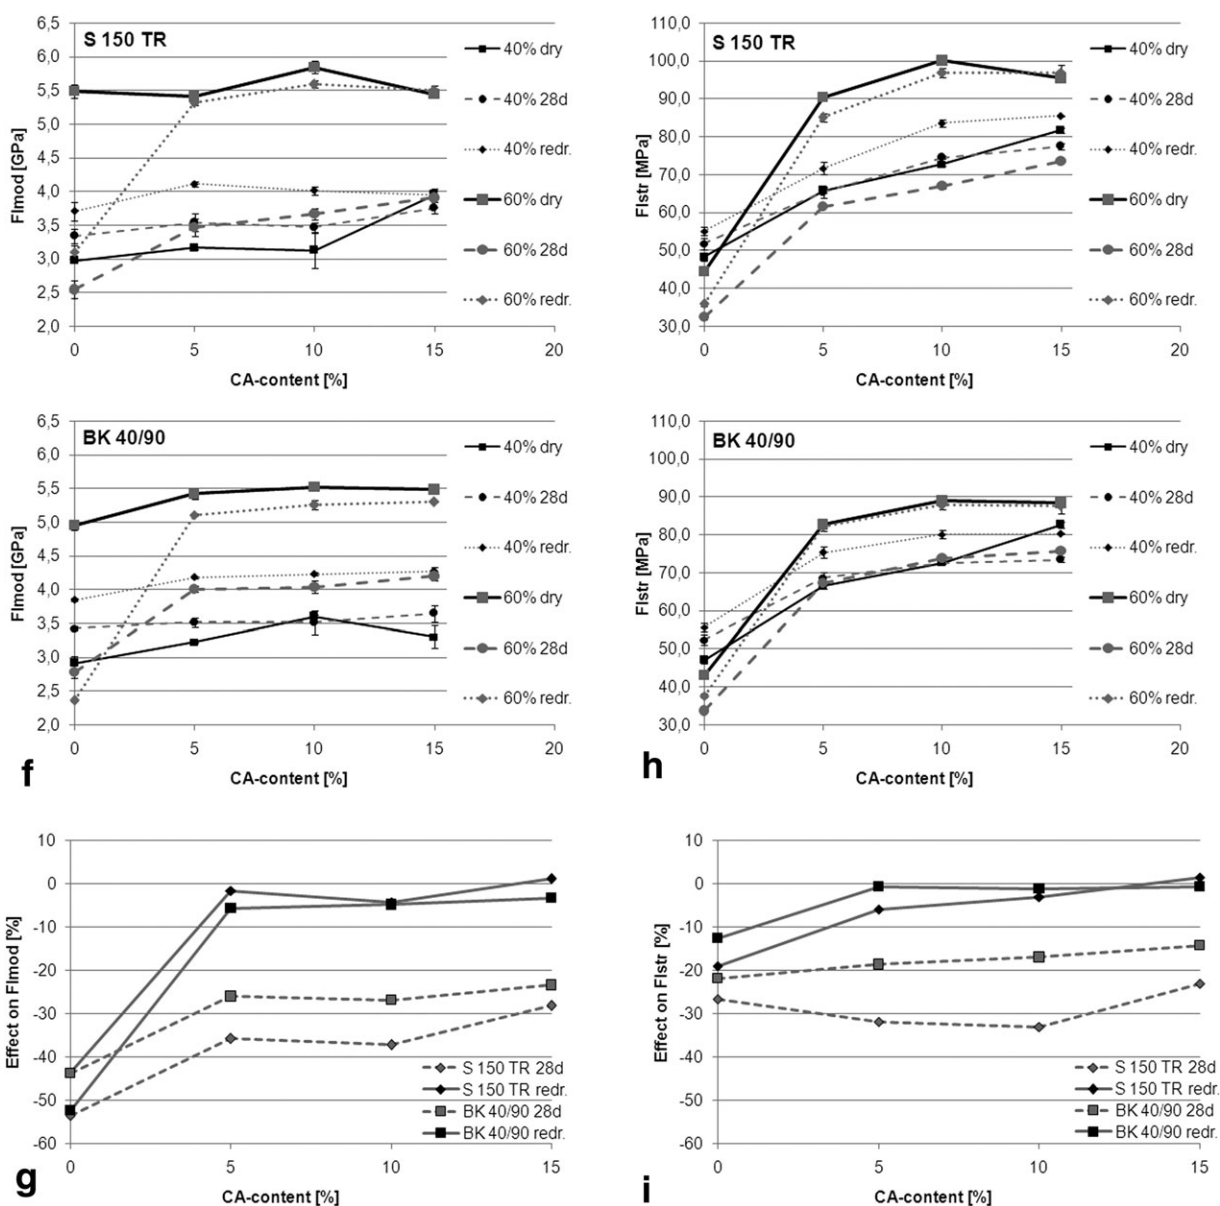 S 150 TR
Flmod [GPa]
6,5
6,0
5,5
5,0
4,5
4,0
3,5
3,0
2,5
2,0
0 5 10 15 20
CA-content [%]
40% dry
40% 28d
40% redr.
60% dry
60% 28d
60% redr.
S 150 TR
Flstr [MPa]
110,0
100,0
90,0
80,0
70,0
60,0
50,0
40,0
30,0
0 5 10 15 20
CA-content [%]
40% dry
40% 28d
40% redr.
60% dry
60% 28d
60% redr.
BK 40/90
Flmod [GPa]
6,5
6,0
5,5
5,0
4,5
4,0
3,5
3,0
2,5
2,0
0 5 10 15 20
CA-content [%]
40% dry
40% 28d
40% redr.
60% dry
60% 28d
60% redr.
f
BK 40/90
Flstr [MPa]
110,0
100,0
90,0
80,0
70,0
60,0
50,0
40,0
30,0
0 5 10 15 20
CA-content [%]
40% dry
40% 28d
40% redr.
60% dry
60% 28d
60% redr.
h
Effect on Flmod [%]
10
0
-10
-20
-30
-40
-50
-60
0 5 10 15
CA-content [%]
S 150 TR 28d
S 150 TR redr.
BK 40/90 28d
BK 40/90 redr.
g
Effect on Flstr [%]
10
0
-10
-20
-30
-40
-50
-60
0 5 10 15
CA-content [%]
S 150 TR 28d
S 150 TR redr.
BK 40/90 28d
BK 40/90 redr.
i